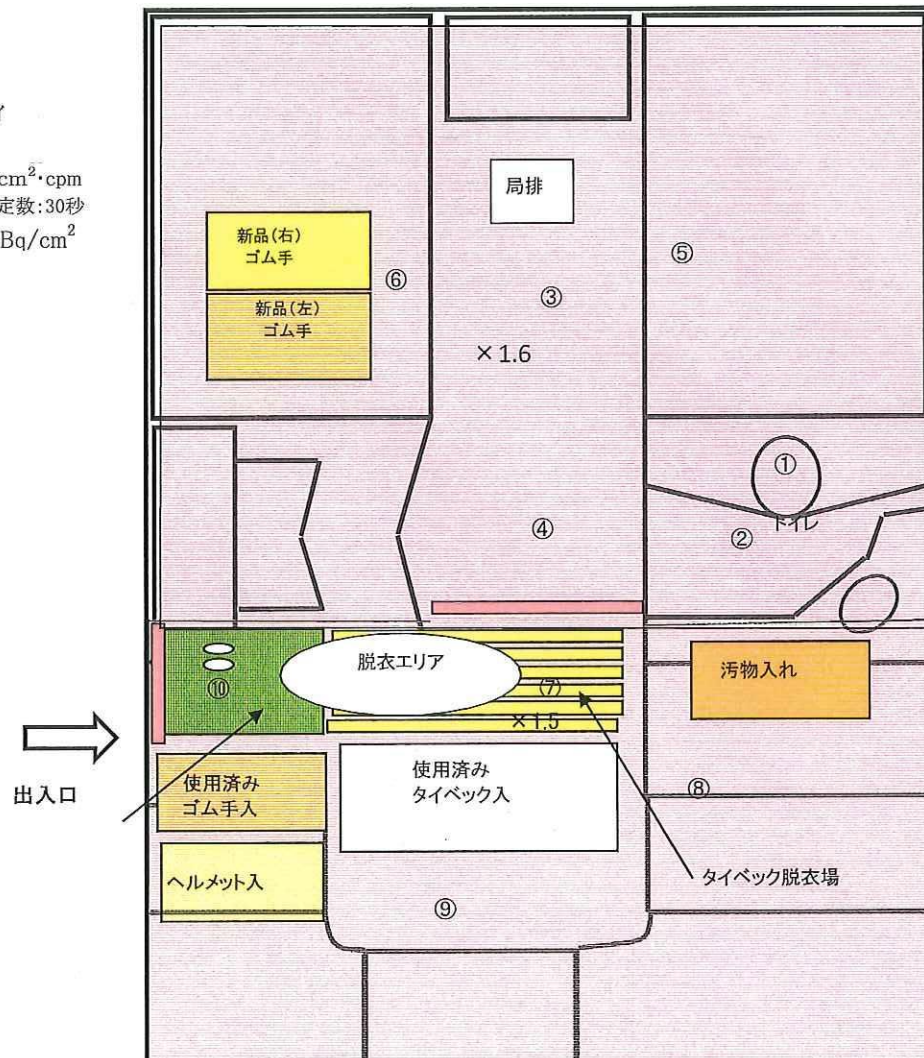 cm²・cpm
定数:30秒
Bq/cm²
局排
新品(右)
ゴム手
新品(左)
ゴム手
⑥
③
⑤
×1.6
①
トイレ
④
②
脱衣エリア
⑩
⑦
×1.5
汚物入れ
出入口
使用済み
ゴム手入
使用済み
タイベック入
⑧
ヘルメット入
タイベック脱衣場
⑨